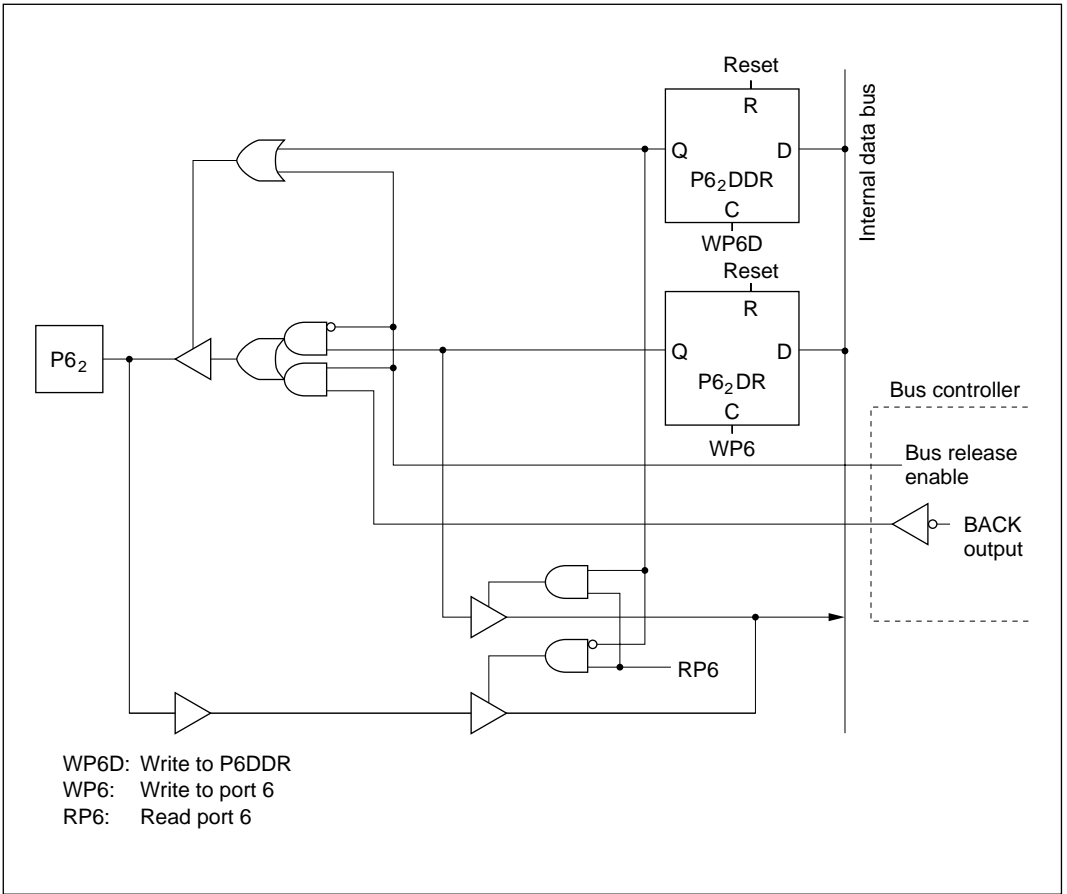 Reset
R
Q D
P6₂DDR
C
WP6D
Internal data bus
Reset
R
Q D
P6₂DR
C
WP6
P6₂
Bus controller
Bus release
enable
BACK
output
RP6
WP6D: Write to P6DDR
WP6: Write to port 6
RP6: Read port 6